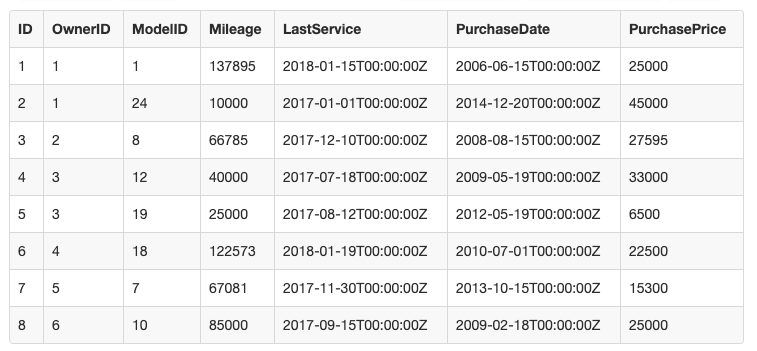 ID OwnerID ModelID Mileage LastService PurchaseDate PurchasePrice
1 1 1 137895 2018-01-15T00:00:00Z 2006-06-15T00:00:00Z 25000
2 1 24 10000 2017-01-01T00:00:00Z 2014-12-20T00:00:00Z 45000
3 2 8 66785 2017-12-10T00:00:00Z 2008-08-15T00:00:00Z 27595
4 3 12 40000 2017-07-18T00:00:00Z 2009-05-19T00:00:00Z 33000
5 3 19 25000 2017-08-12T00:00:00Z 2012-05-19T00:00:00Z 6500
6 4 18 122573 2018-01-19T00:00:00Z 2010-07-01T00:00:00Z 22500
7 5 7 67081 2017-11-30T00:00:00Z 2013-10-15T00:00:00Z 15300
8 6 10 85000 2017-09-15T00:00:00Z 2009-02-18T00:00:00Z 25000